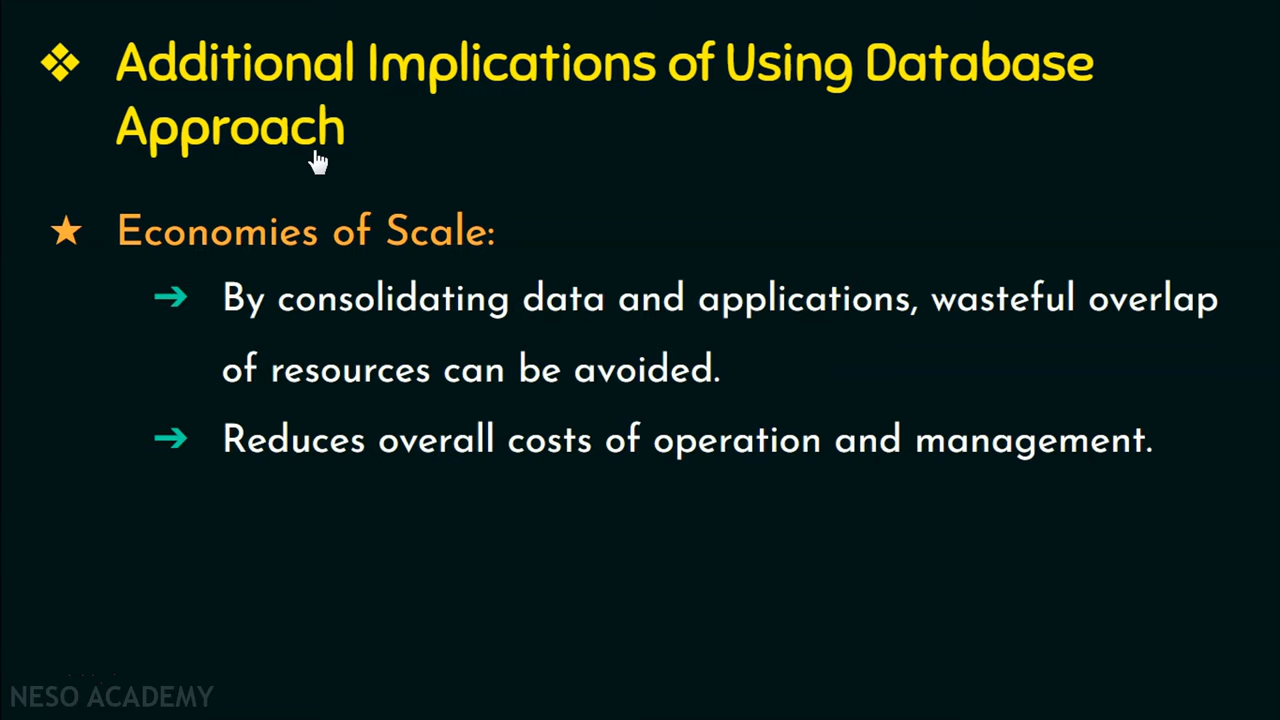 ❖ Additional Implications of Using Database
Approach
★ Economies of Scale:
➔ By consolidating data and applications, wasteful overlap
of resources can be avoided.
➔ Reduces overall costs of operation and management.
NESO ACADEMY